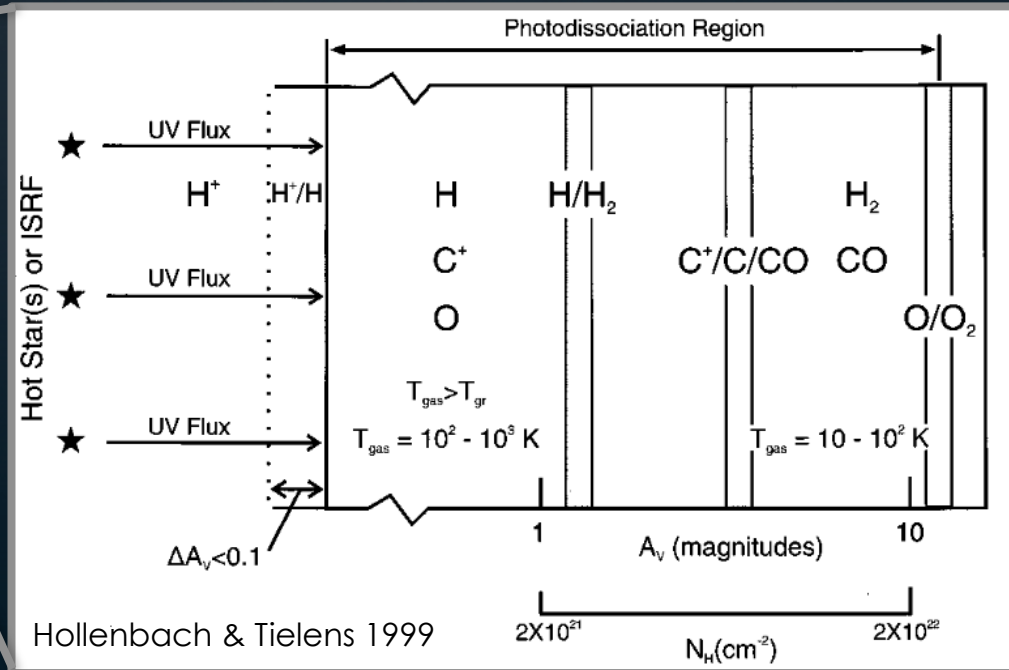 Photodissociation Region
Hot Star(s) or ISRF
UV Flux
UV Flux
UV Flux
H⁺
H⁺/H
H
C⁺
O
H/H₂
C⁺/C/CO
H₂
CO
O/O₂
T_gas>T_gr
T_gas = 10² - 10³ K
T_gas = 10 - 10² K
ΔA_v<0.1
1
A_v (magnitudes)
10
2X10²¹
N_H(cm⁻²)
2X10²²
Hollenbach & Tielens 1999